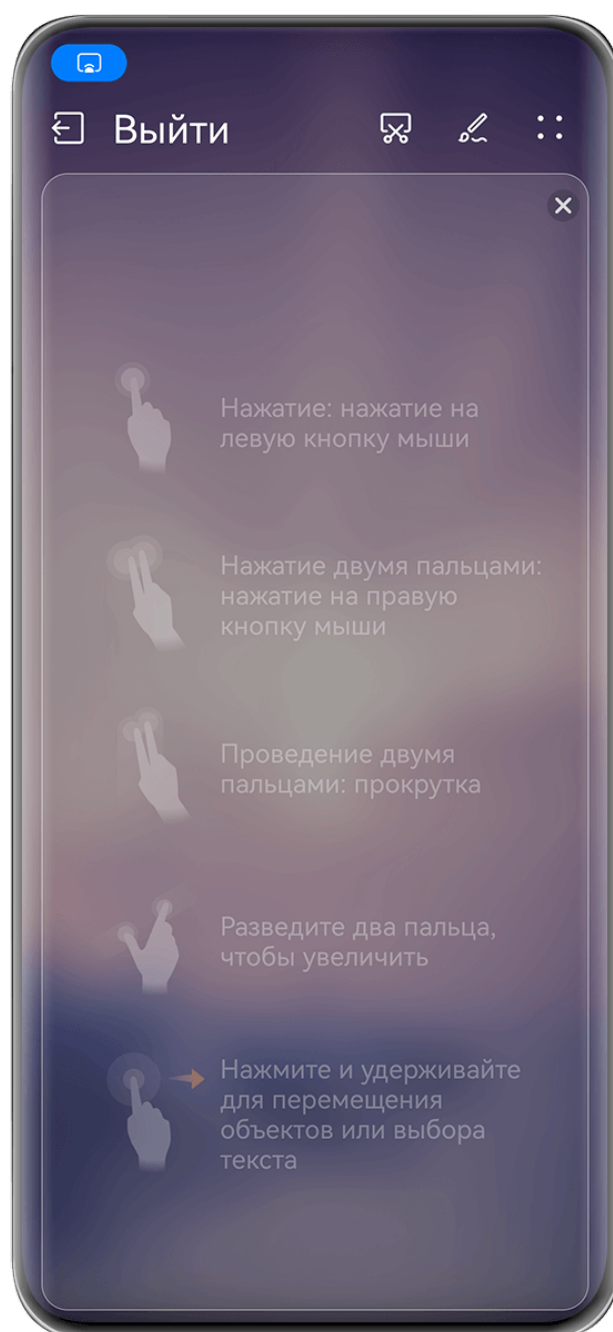 Выйти
Нажатие: нажатие на
левую кнопку мыши
Нажатие двумя пальцами:
нажатие на правую
кнопку мыши
Проведение двумя
пальцами: прокрутка
Разведите два пальца,
чтобы увеличить
Нажмите и удерживайте
для перемещения
объектов или выбора
текста